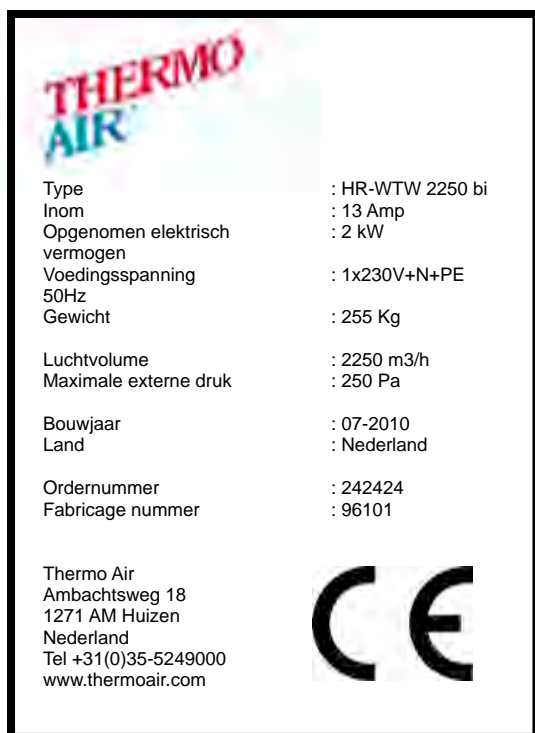 THERMO
AIR
Type : HR-WTW 2250 bi
Inom : 13 Amp
Opgenomen elektrisch : 2 kW
vermogen
Voedingsspanning : 1x230V+N+PE
50Hz
Gewicht : 255 Kg
Luchtvolume : 2250 m3/h
Maximale externe druk : 250 Pa
Bouwjaar : 07-2010
Land : Nederland
Ordernummer : 242424
Fabricage nummer : 96101
Thermo Air
Ambachtsweg 18
1271 AM Huizen
Nederland
Tel +31(0)35-5249000
www.thermoair.com
CE